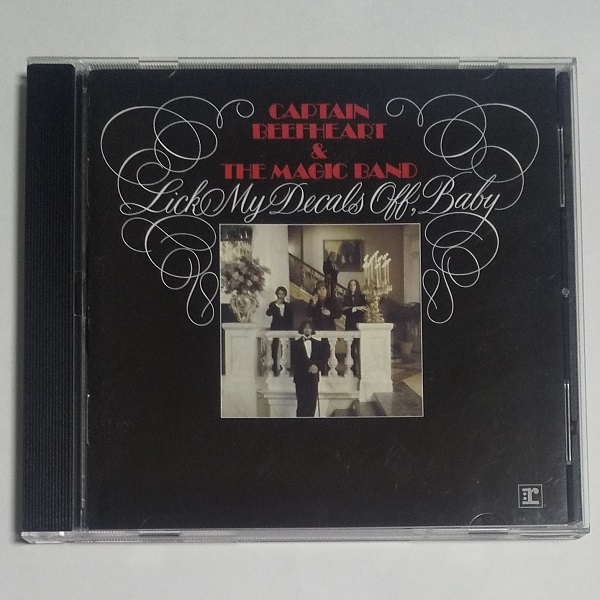 CAPTAIN
BEEFHEART
&
THE MAGIC BAND
Lick My Decals Off, Baby
:r